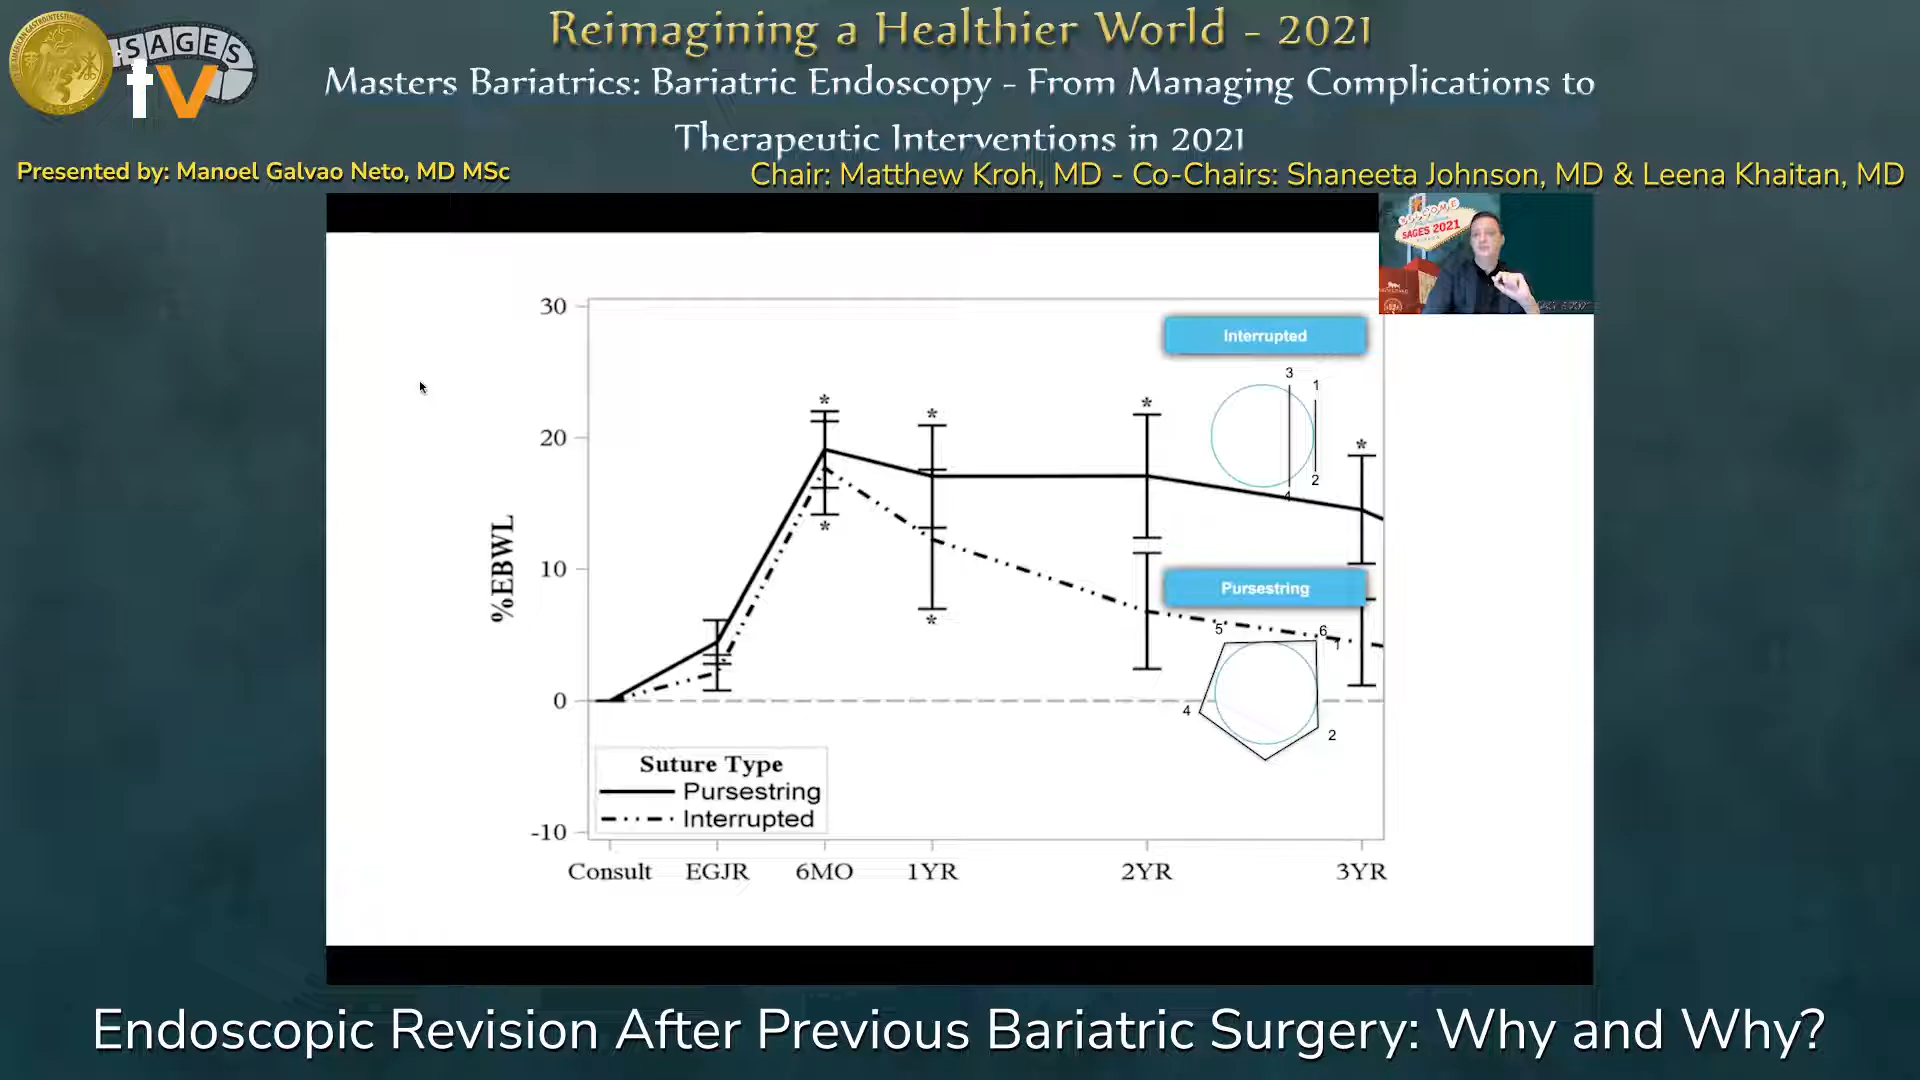 Reimagining a Healthier World - 2021
SAGES
tv
Masters Bariatrics: Bariatric Endoscopy - From Managing Complications to
Therapeutic Interventions in 2021
Presented by: Manoel Galvao Neto, MD MSc
Chair: Matthew Kroh, MD - Co-Chairs: Shaneeta Johnson, MD & Leena Khaitan, MD
WELCOME
SAGES 2021
30
20
10
0
-10
%EBWL
* * * * * * 
Interrupted
3
1
2
4
Pursestring
5
6
1
4
2
Suture Type
Pursestring
Interrupted
Consult EGJR 6MO 1YR 2YR 3YR
Endoscopic Revision After Previous Bariatric Surgery: Why and Why?